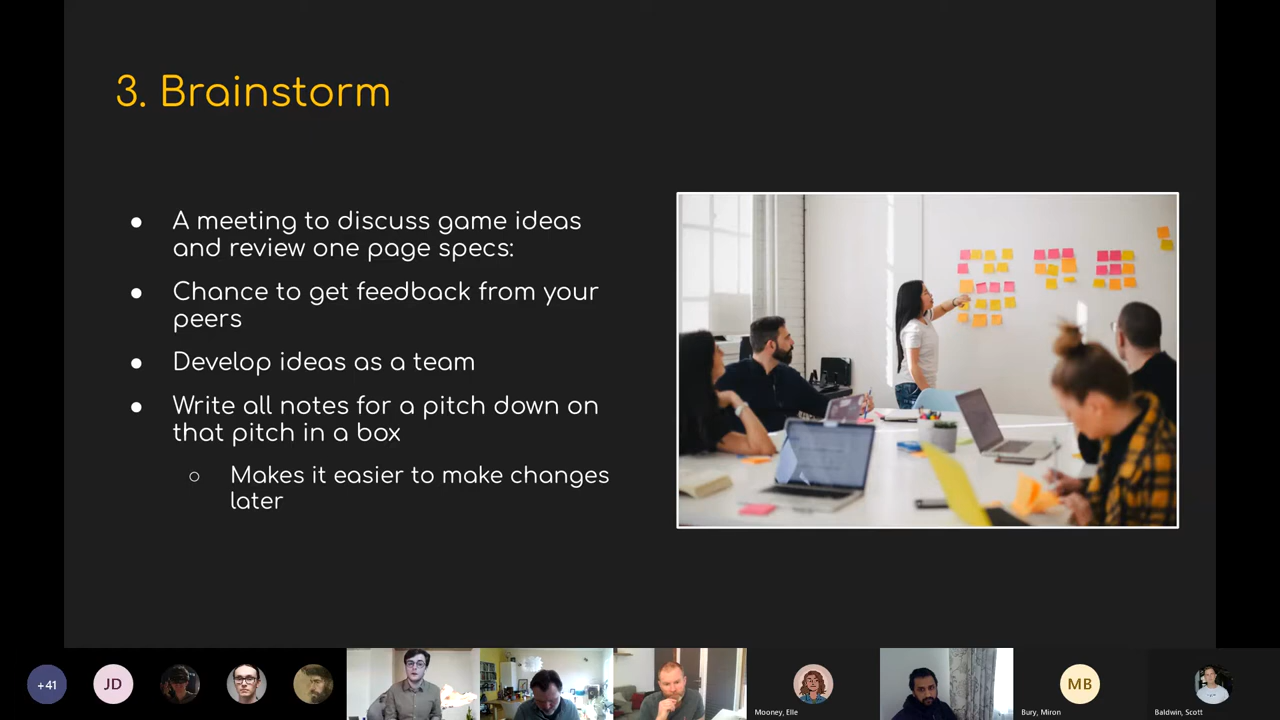 3. Brainstorm
● A meeting to discuss game ideas
and review one page specs:
● Chance to get feedback from your
peers
● Develop ideas as a team
● Write all notes for a pitch down on
that pitch in a box
○ Makes it easier to make changes
later
+41
JD
Mooney, Elle
MB
Bury, Miron
Baldwin, Scott